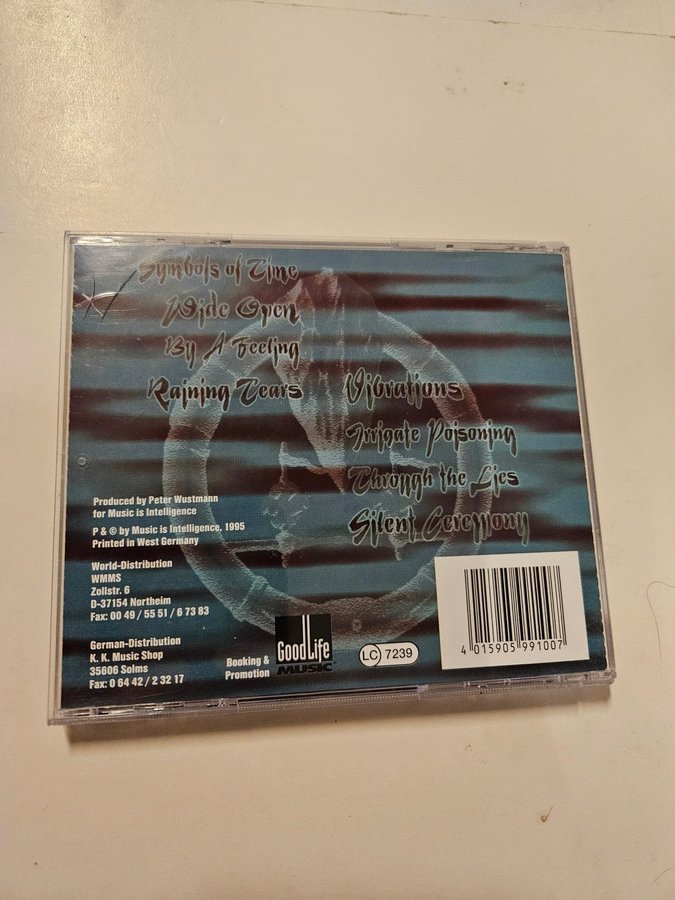 Symbols of Time
Wide Open
By A Feeling
Raining Tears
Vibrations
Irrigate Poisoning
Through the Lies
Silent Ceremony
Produced by Peter Wustmann
for Music is Intelligence
P & © by Music is Intelligence, 1995
Printed in West Germany
World-Distribution
WMMS
Zollstr. 6
D-37154 Northeim
Fax: 00 49 / 55 51 / 6 73 83
German-Distribution
K. K. Music Shop
35606 Solms
Fax: 0 64 42 / 2 32 17
Booking &
Promotion
GoodLife
MUSIC
LC 7239
4 015905 991007